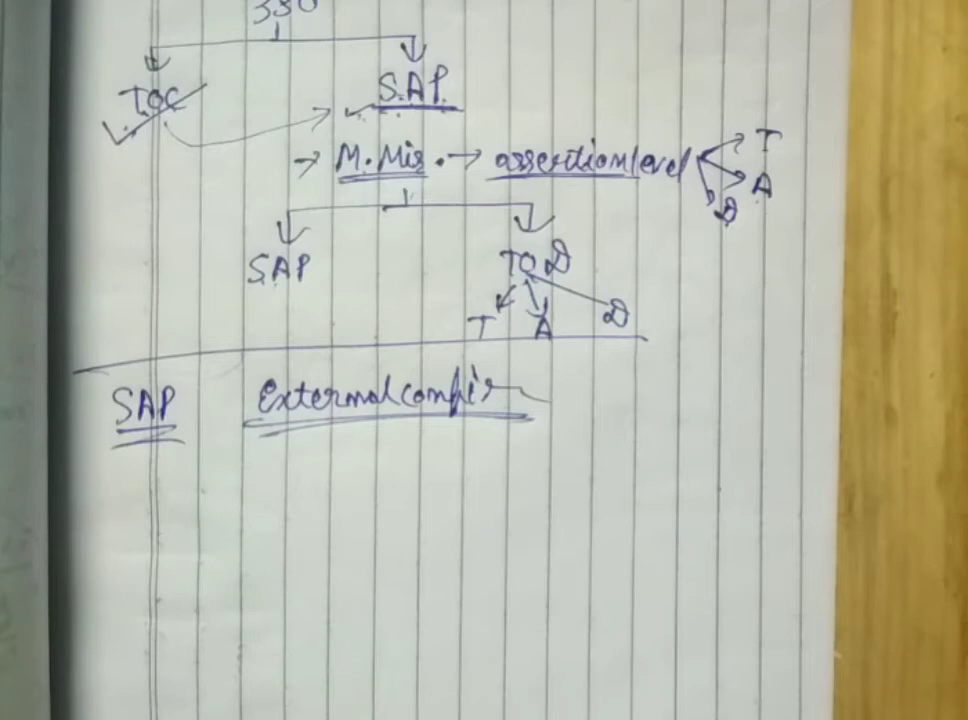 330
TOC S.A.P.
→ M. Mis. → assertion level T
A
D
SAP TOD
T A D
SAP External confir